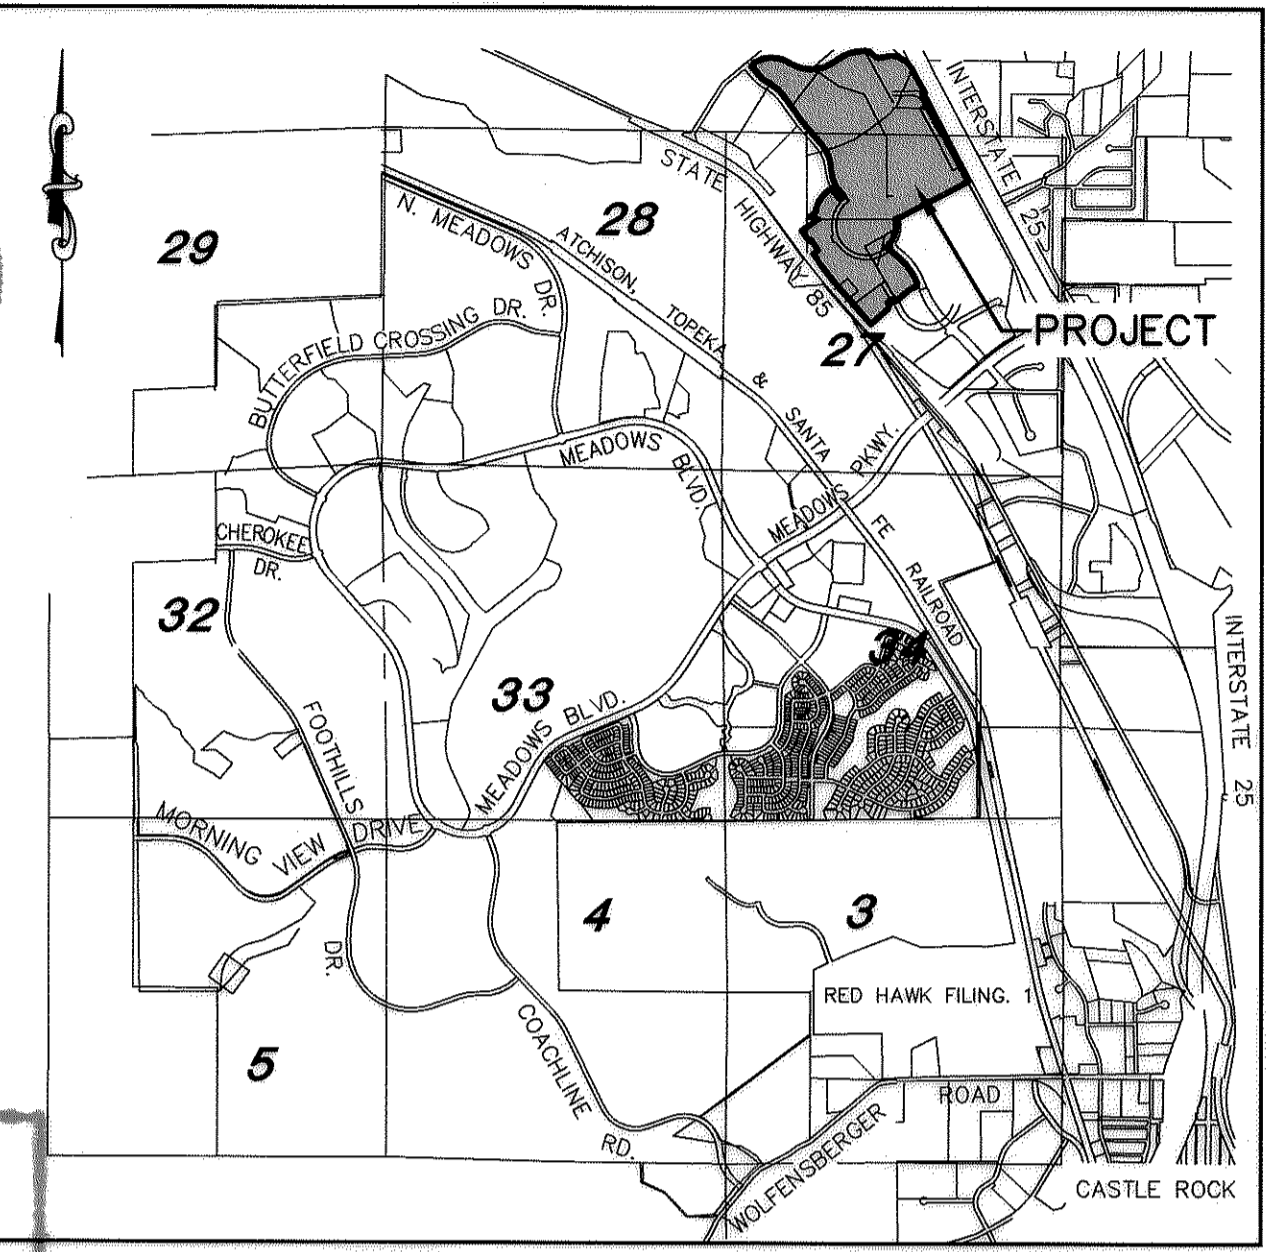 INTERSTATE 25
STATE HIGHWAY 85
28
29
N. MEADOWS DR.
ATCHISON, TOPEKA & SANTA FE RAILROAD
27
PROJECT
BUTTERFIELD CROSSING DR.
MEADOWS BLVD.
MEADOWS PKWY.
CHEROKEE
DR.
32
34
33
MEADOWS BLVD.
INTERSTATE 25
FOOTHILLS DR.
MORNING VIEW DRIVE
4
3
RED HAWK FILING. 1
5
COACHLINE RD.
WOLFENSBERGER ROAD
CASTLE ROCK